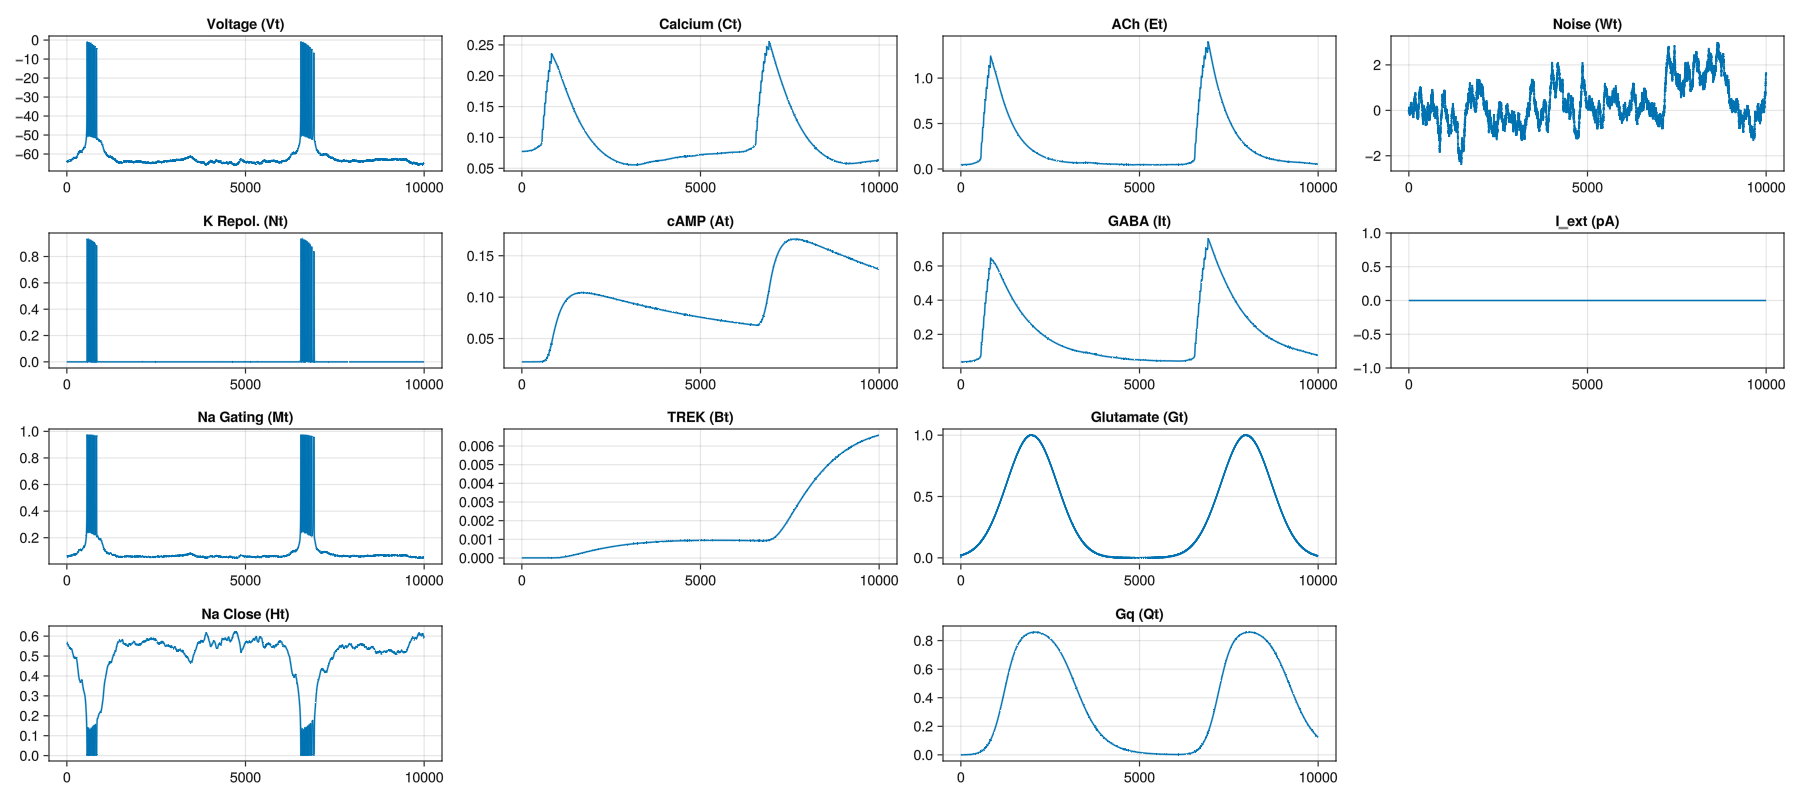 Voltage (Vt)
0
−10
−20
−30
−40
−50
−60
0 5000 10000
Calcium (Ct)
0.25
0.20
0.15
0.10
0.05
0 5000 10000
ACh (Et)
1.0
0.5
0.0
0 5000 10000
Noise (Wt)
2
0
−2
0 5000 10000
K Repol. (Nt)
0.8
0.6
0.4
0.2
0.0
0 5000 10000
cAMP (At)
0.15
0.10
0.05
0 5000 10000
GABA (It)
0.6
0.4
0.2
0 5000 10000
I_ext (pA)
1.0
0.5
0.0
−0.5
−1.0
0 5000 10000
Na Gating (Mt)
1.0
0.8
0.6
0.4
0.2
0 5000 10000
TREK (Bt)
0.006
0.005
0.004
0.003
0.002
0.001
0.000
0 5000 10000
Glutamate (Gt)
1.0
0.5
0.0
0 5000 10000
Na Close (Ht)
0.6
0.5
0.4
0.3
0.2
0.1
0.0
0 5000 10000
Gq (Qt)
0.8
0.6
0.4
0.2
0.0
0 5000 10000